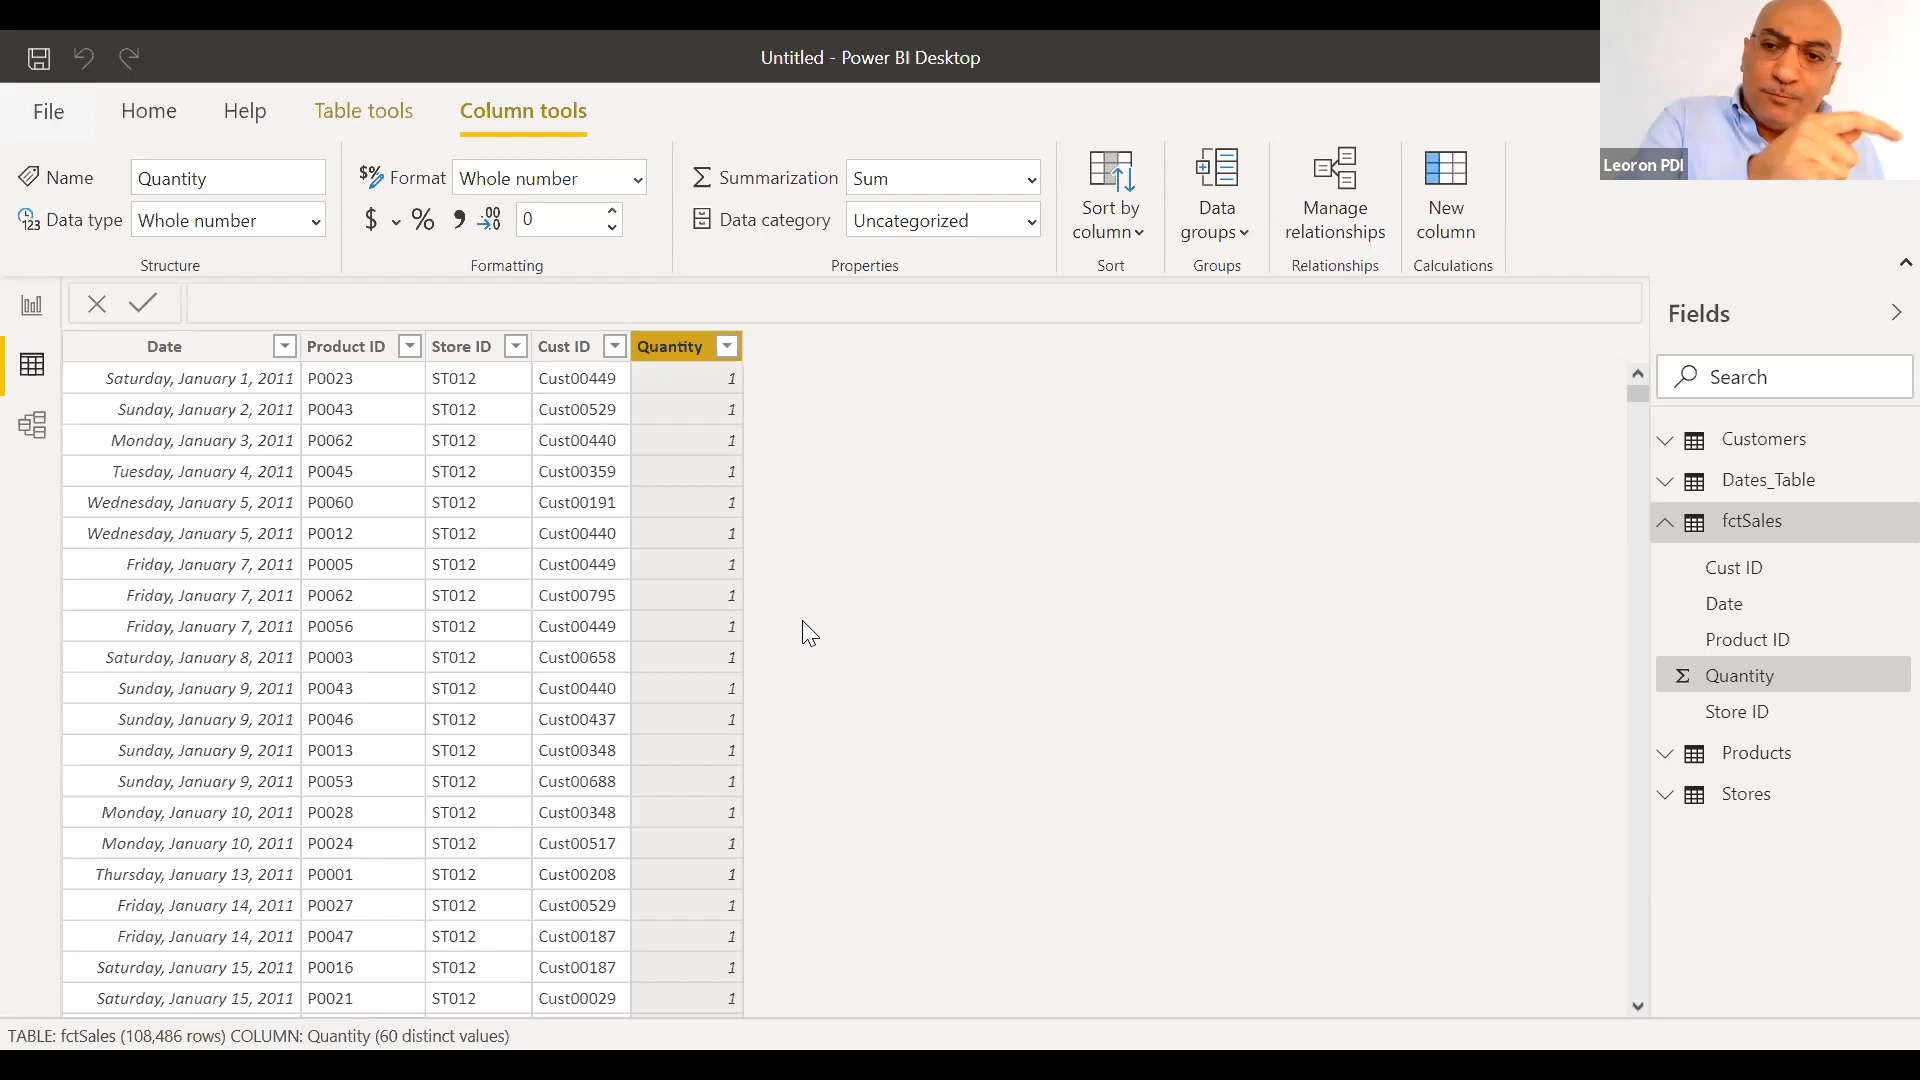 Untitled - Power BI Desktop
File Home Help Table tools Column tools
Leoron PDI
Name Quantity
Data type Whole number
Structure
Format Whole number
$ % 0
Formatting
Summarization Sum
Data category Uncategorized
Properties
Sort by
column
Sort
Data
groups
Groups
Manage
relationships
Relationships
New
column
Calculations
Date Product ID Store ID Cust ID Quantity
Saturday, January 1, 2011 P0023 ST012 Cust00449 1
Sunday, January 2, 2011 P0043 ST012 Cust00529 1
Monday, January 3, 2011 P0062 ST012 Cust00440 1
Tuesday, January 4, 2011 P0045 ST012 Cust00359 1
Wednesday, January 5, 2011 P0060 ST012 Cust00191 1
Wednesday, January 5, 2011 P0012 ST012 Cust00440 1
Friday, January 7, 2011 P0005 ST012 Cust00449 1
Friday, January 7, 2011 P0062 ST012 Cust00795 1
Friday, January 7, 2011 P0056 ST012 Cust00449 1
Saturday, January 8, 2011 P0003 ST012 Cust00658 1
Sunday, January 9, 2011 P0043 ST012 Cust00440 1
Sunday, January 9, 2011 P0046 ST012 Cust00437 1
Sunday, January 9, 2011 P0013 ST012 Cust00348 1
Sunday, January 9, 2011 P0053 ST012 Cust00688 1
Monday, January 10, 2011 P0028 ST012 Cust00348 1
Monday, January 10, 2011 P0024 ST012 Cust00517 1
Thursday, January 13, 2011 P0001 ST012 Cust00208 1
Friday, January 14, 2011 P0027 ST012 Cust00529 1
Friday, January 14, 2011 P0047 ST012 Cust00187 1
Saturday, January 15, 2011 P0016 ST012 Cust00187 1
Saturday, January 15, 2011 P0021 ST012 Cust00029 1
Fields
Search
Customers
Dates_Table
fctSales
Cust ID
Date
Product ID
Σ Quantity
Store ID
Products
Stores
TABLE: fctSales (108,486 rows) COLUMN: Quantity (60 distinct values)